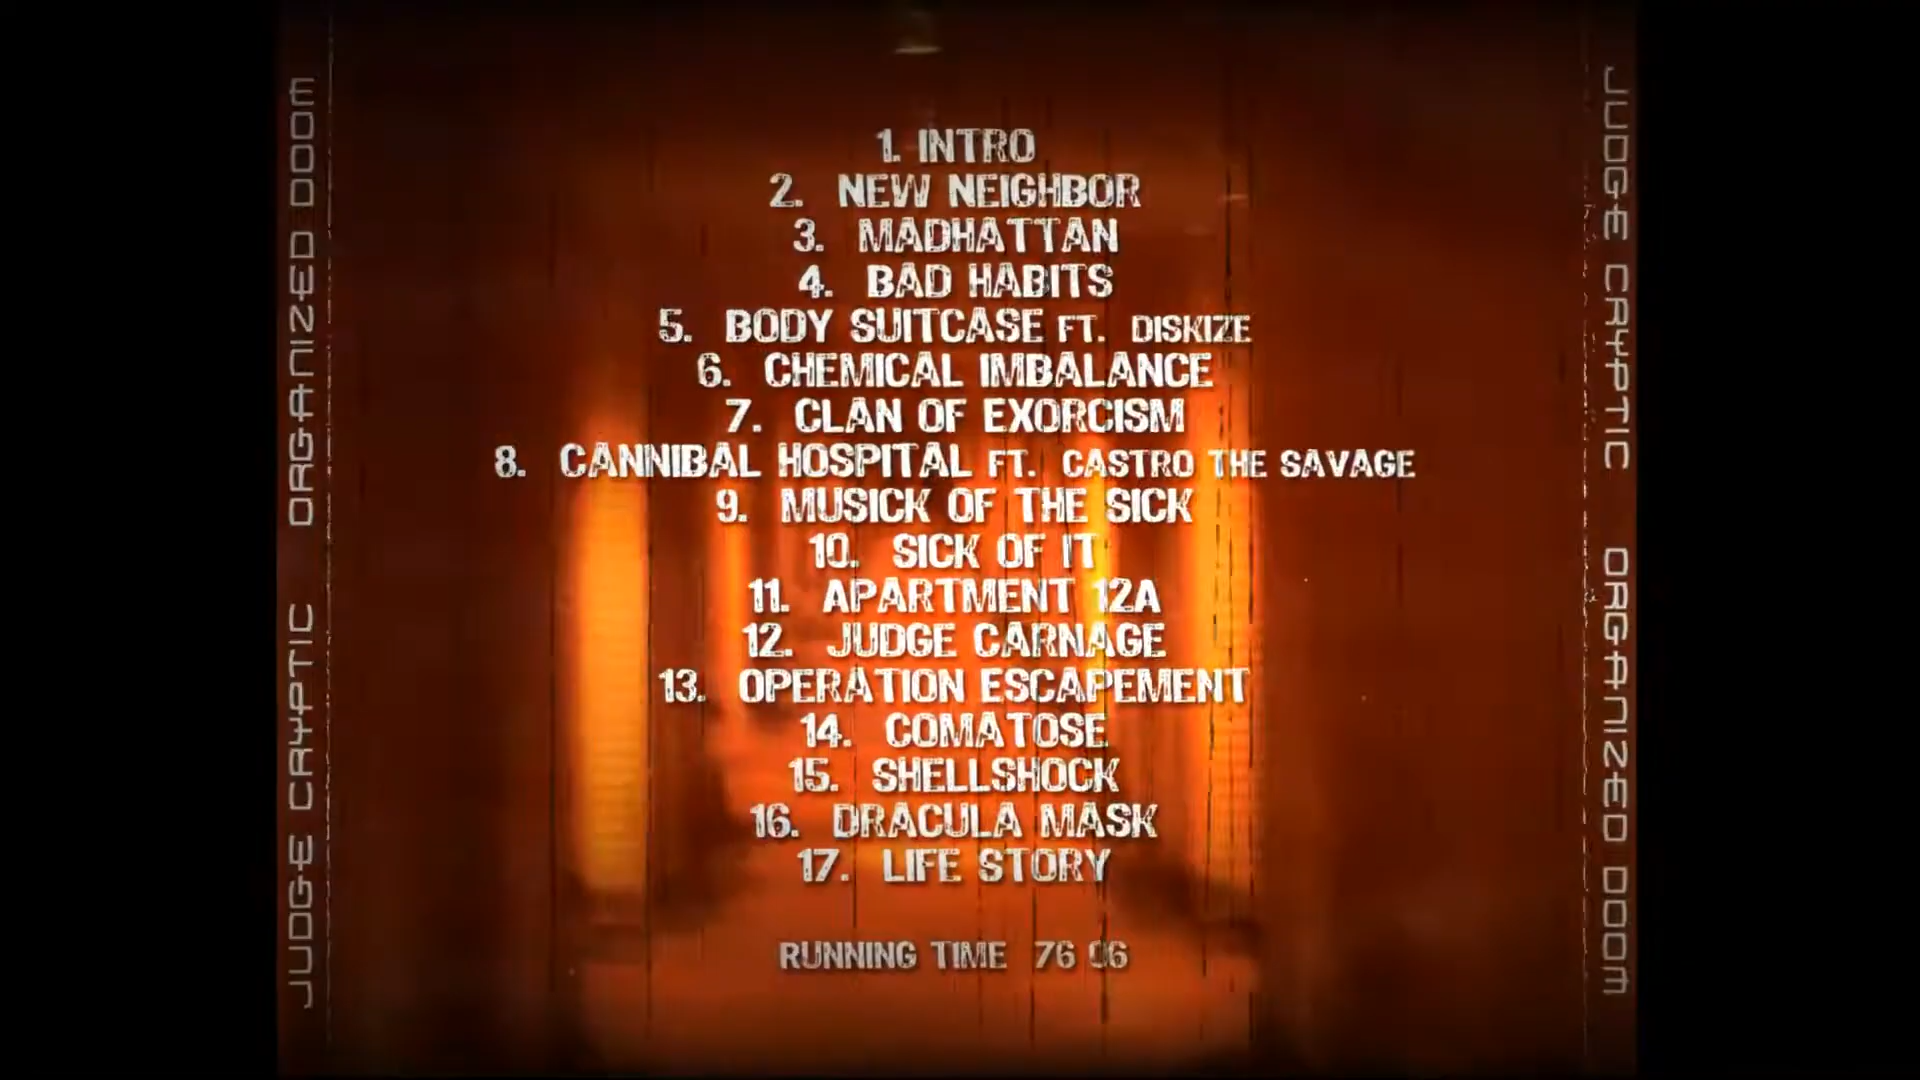 1. INTRO
2. NEW NEIGHBOR
3. MADHATTAN
4. BAD HABITS
5. BODY SUITCASE FT. DISKIZE
6. CHEMICAL IMBALANCE
7. CLAN OF EXORCISM
8. CANNIBAL HOSPITAL FT. CASTRO THE SAVAGE
9. MUSICK OF THE SICK
10. SICK OF IT
11. APARTMENT 12A
12. JUDGE CARNAGE
13. OPERATION ESCAPEMENT
14. COMATOSE
15. SHELLSHOCK
16. DRACULA MASK
17. LIFE STORY
RUNNING TIME 76 06
JUDGE CRYPTIC ORGANIZED DOOM
JUDGE CRYPTIC ORGANIZED DOOM